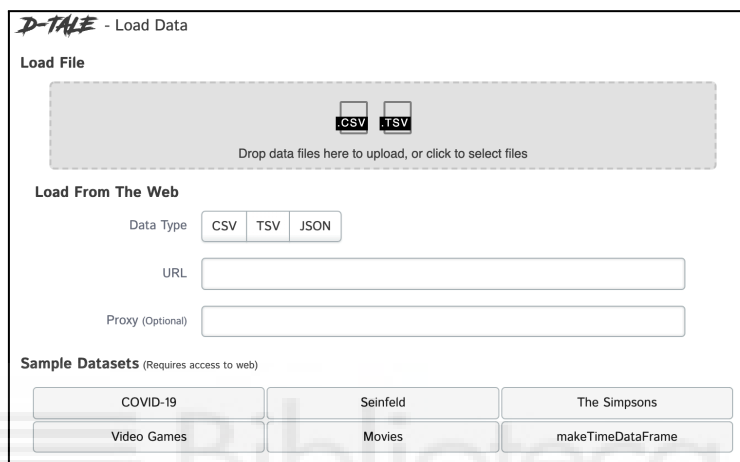 D-TALE - Load Data
Load File
.CSV .TSV
Drop data files here to upload, or click to select files
Load From The Web
Data Type CSV TSV JSON
URL
Proxy (Optional)
Sample Datasets (Requires access to web)
COVID-19 Seinfeld The Simpsons
Video Games Movies makeTimeDataFrame
Biblioteca